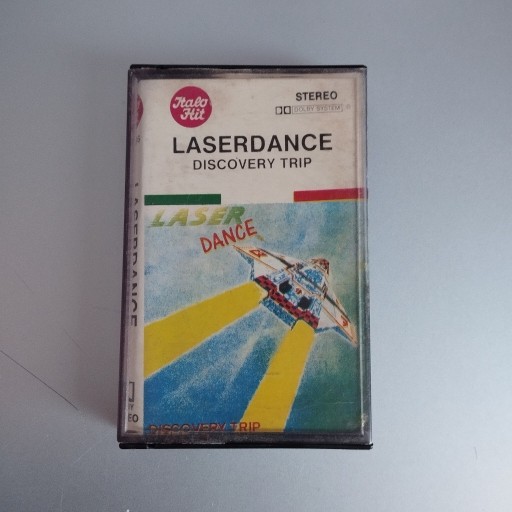 Italo
Hit
STEREO
DOLBY SYSTEM
LASERDANCE
DISCOVERY TRIP
LASER
DANCE
DISCOVERY TRIP
LASERDANCE